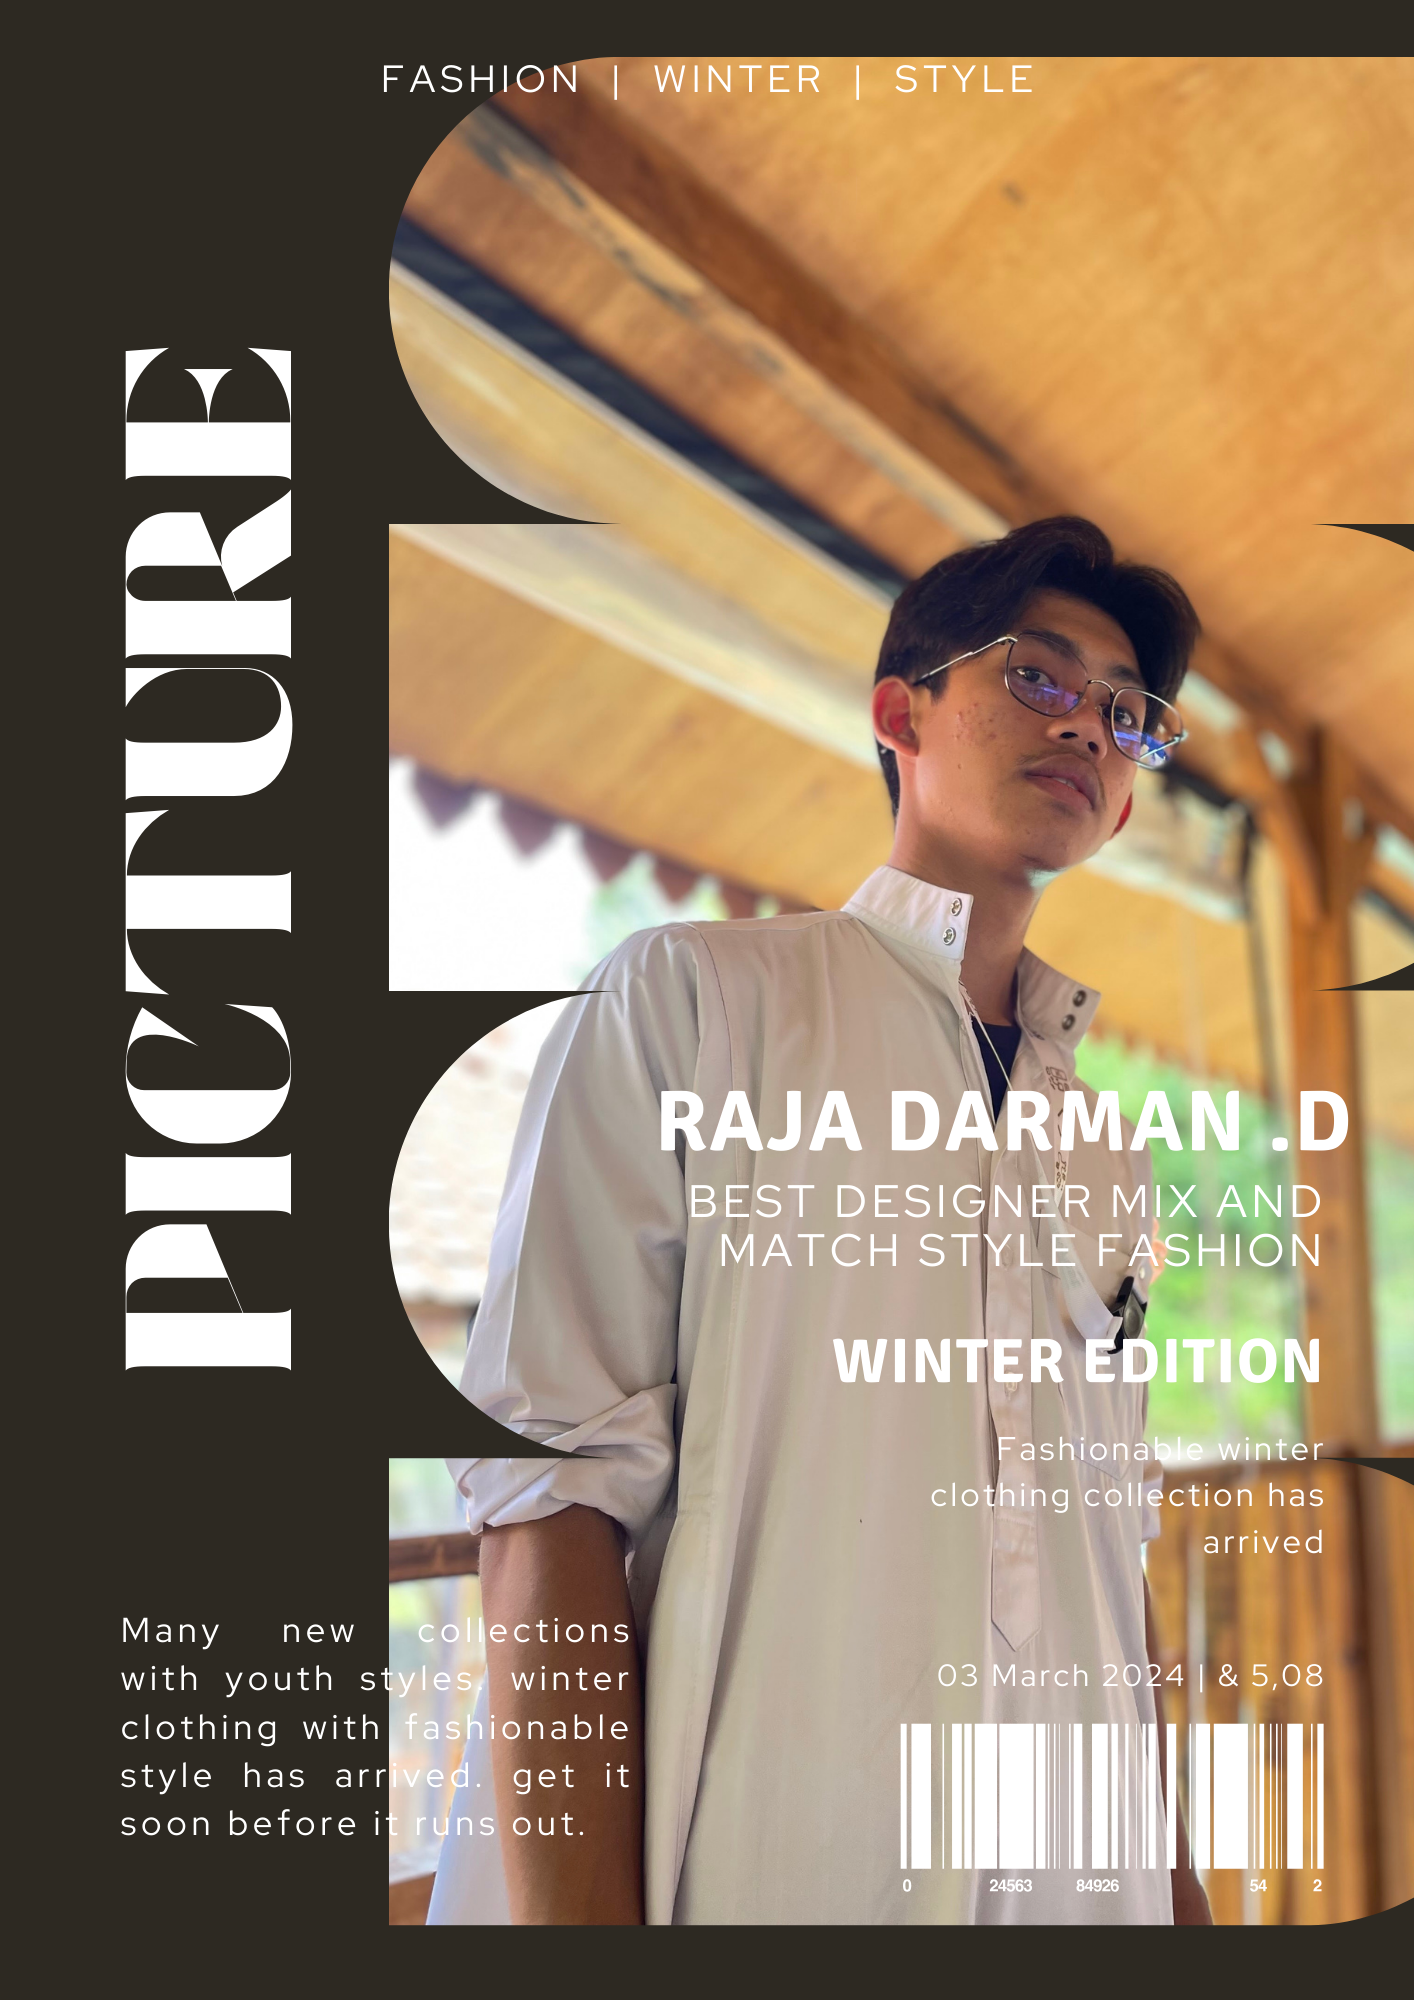 FASHION | WINTER | STYLE
PICTURE
RAJA DARMAN .D
BEST DESIGNER MIX AND
MATCH STYLE FASHION
WINTER EDITION
Fashionable winter
clothing collection has
arrived
Many new collections
with youth styles. winter
clothing with fashionable
style has arrived. get it
soon before it runs out.
03 March 2024 | & 5,08
0 24563 84926 54 2